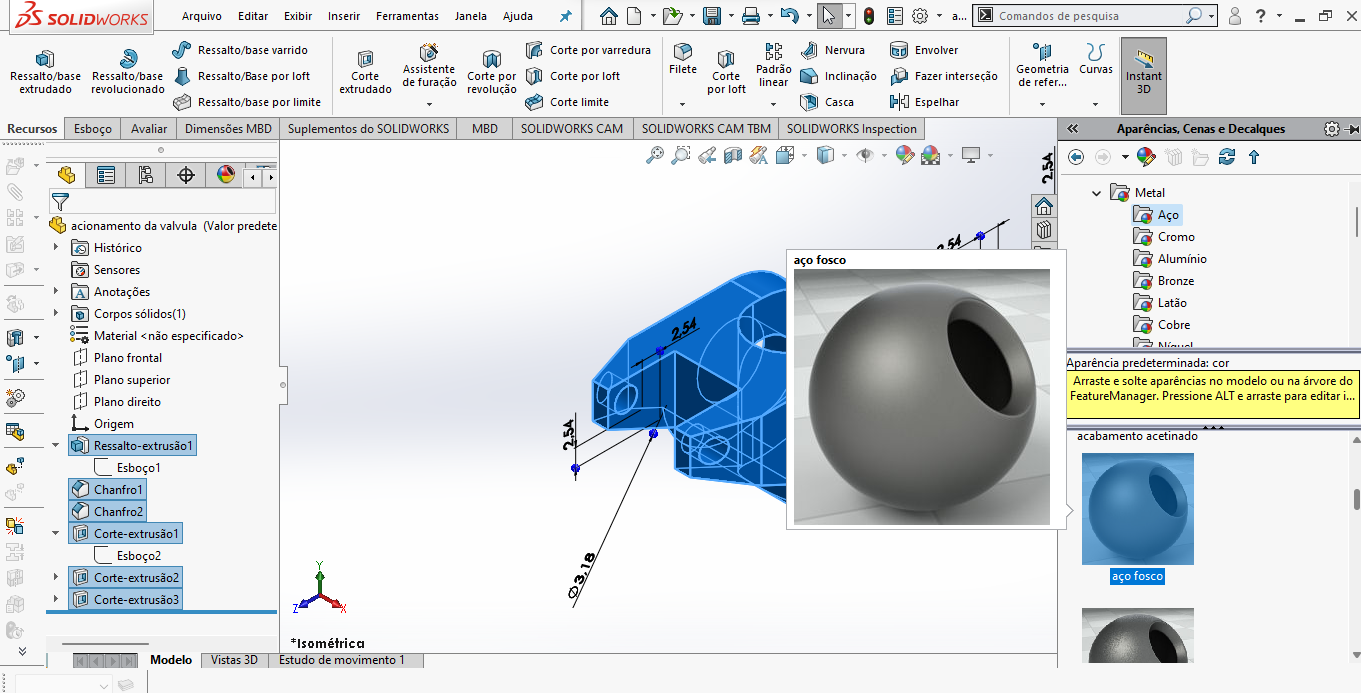 SOLIDWORKS
Arquivo Editar Exibir Inserir Ferramentas Janela Ajuda
a... Comandos de pesquisa
Ressalto/base extrudado
Ressalto/base revolucionado
Ressalto/base varrido
Ressalto/Base por loft
Ressalto/base por limite
Corte extrudado
Assistente de furação
Corte por revolução
Corte por varredura
Corte por loft
Corte limite
Filete
Corte por loft
Padrão linear
Nervura
Inclinação
Casca
Envolver
Fazer interseção
Espelhar
Geometria de refer...
Curvas
Instant 3D
Recursos Esboço Avaliar Dimensões MBD Suplementos do SOLIDWORKS MBD SOLIDWORKS CAM SOLIDWORKS CAM TBM SOLIDWORKS Inspection
acionamento da valvula (Valor predete
Histórico
Sensores
Anotações
Corpos sólidos(1)
Material <não especificado>
Plano frontal
Plano superior
Plano direito
Origem
Ressalto-extrusão1
Esboço1
Chanfro1
Chanfro2
Corte-extrusão1
Esboço2
Corte-extrusão2
Corte-extrusão3
2,54
2,54
2,54
2,54
Ø3,18
Y
Z
X
*Isométrica
aço fosco
Aparências, Cenas e Decalques
Metal
Aço
Cromo
Alumínio
Bronze
Latão
Cobre
Níquel
Aparência predeterminada: cor
Arraste e solte aparências no modelo ou na árvore do
FeatureManager. Pressione ALT e arraste para editar i...
acabamento acetinado
aço fosco
Modelo Vistas 3D Estudo de movimento 1